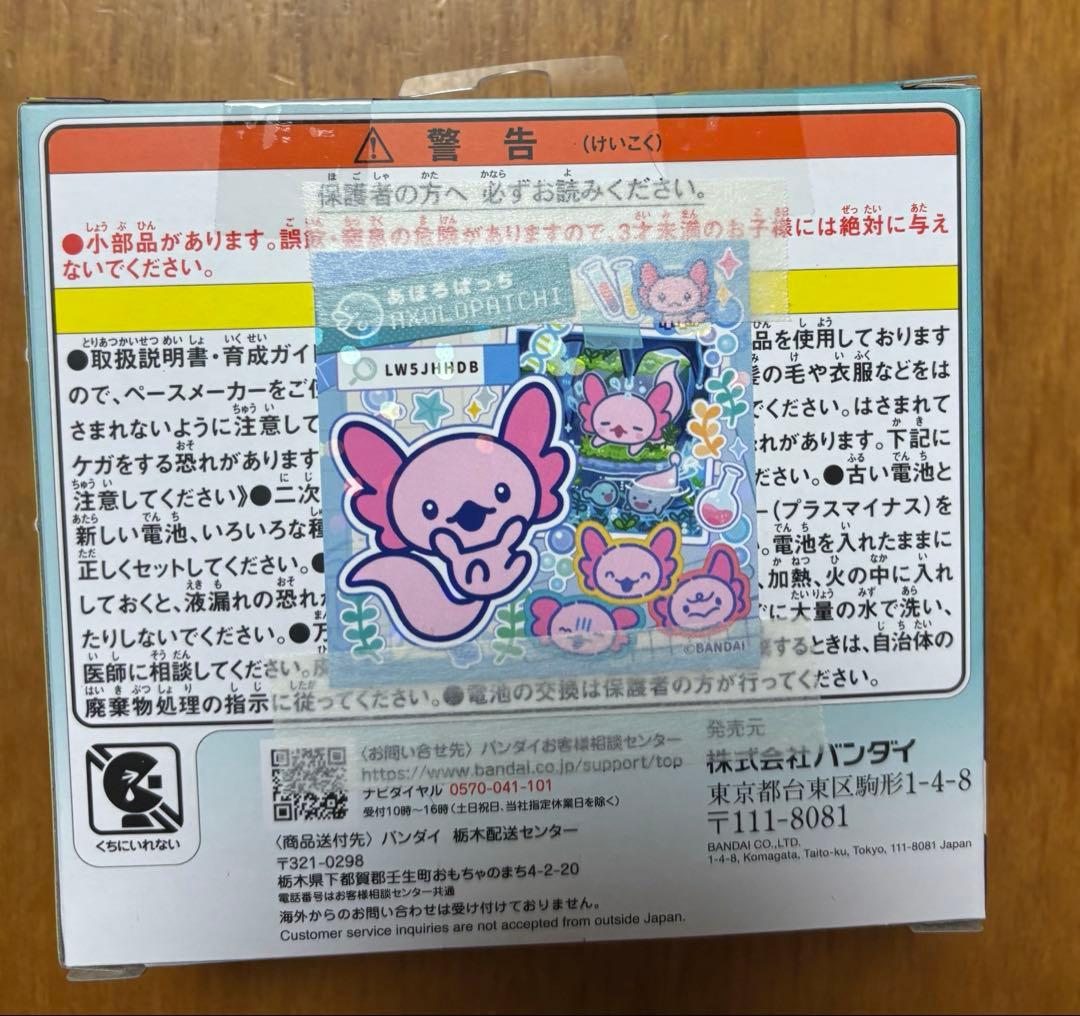 警告 (けいこく)
保護者の方へ 必ずお読みください。
●小部品があります。誤飲・窒息の危険がありますので、3才未満のお子様には絶対に与え
ないでください。
あほろぱっち
AXOLOPATCHI
LW5JHHDB
©BANDAI
●取扱説明書・育成ガイ
ので、ペースメーカーをご
さまれないように注意して
ケガをする恐れがあります
注意してください》●二次
新しい電池、いろいろな種
正しくセットしてください。●
しておくと、液漏れの恐れ
たりしないでください。●万
医師に相談してください。
廃棄物処理の指示に従ってください。●電池の交換は保護者の方が行ってください。
品を使用しております
髪の毛や衣服などをは
でください。はさまれて
れがあります。下記に
ださい。●古い電池と
ー(プラスマイナス)を
。電池を入れたままに
、加熱、火の中に入れ
ぐに大量の水で洗い、
するときは、自治体の
くちにいれない
〈お問い合せ先〉バンダイお客様相談センター
https://www.bandai.co.jp/support/top
ナビダイヤル 0570-041-101
受付10時〜16時(土日祝日、当社指定休業日を除く)
〈商品送付先〉バンダイ 栃木配送センター
〒321-0298
栃木県下都賀郡壬生町おもちゃのまち4-2-20
電話番号はお客様相談センター共通
海外からのお問い合わせは受け付けておりません。
Customer service inquiries are not accepted from outside Japan.
発売元
株式会社バンダイ
東京都台東区駒形1-4-8
〒111-8081
BANDAI CO.,LTD.
1-4-8, Komagata, Taito-ku, Tokyo, 111-8081 Japan